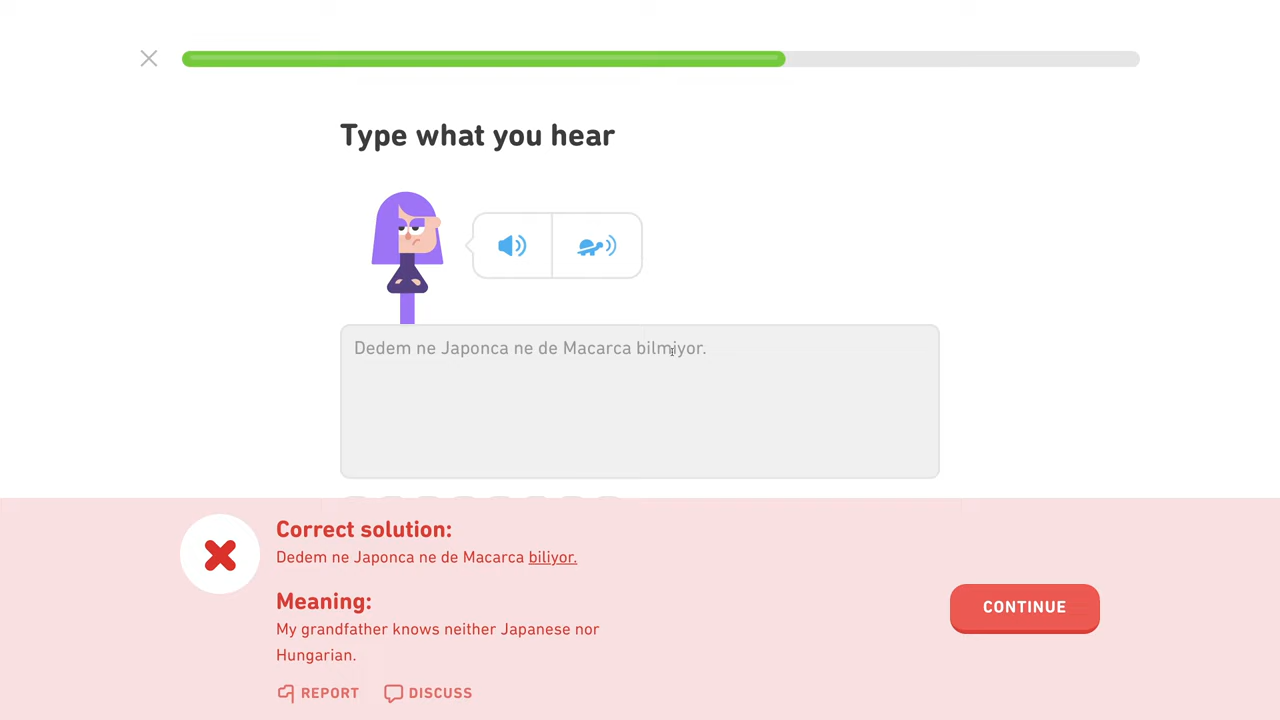 Type what you hear
Dedem ne Japonca ne de Macarca bilmiyor.
Correct solution:
Dedem ne Japonca ne de Macarca biliyor.
Meaning:
My grandfather knows neither Japanese nor
Hungarian.
CONTINUE
REPORT DISCUSS